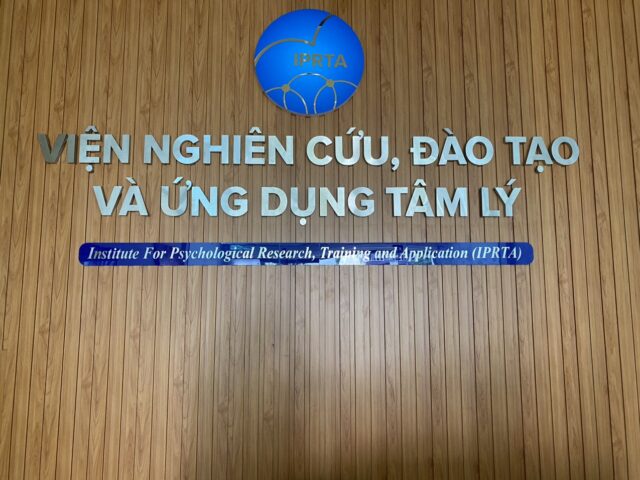 IPRTA
VIỆN NGHIÊN CỨU, ĐÀO TẠO
VÀ ỨNG DỤNG TÂM LÝ
Institute For Psychological Research, Training and Application (IPRTA)